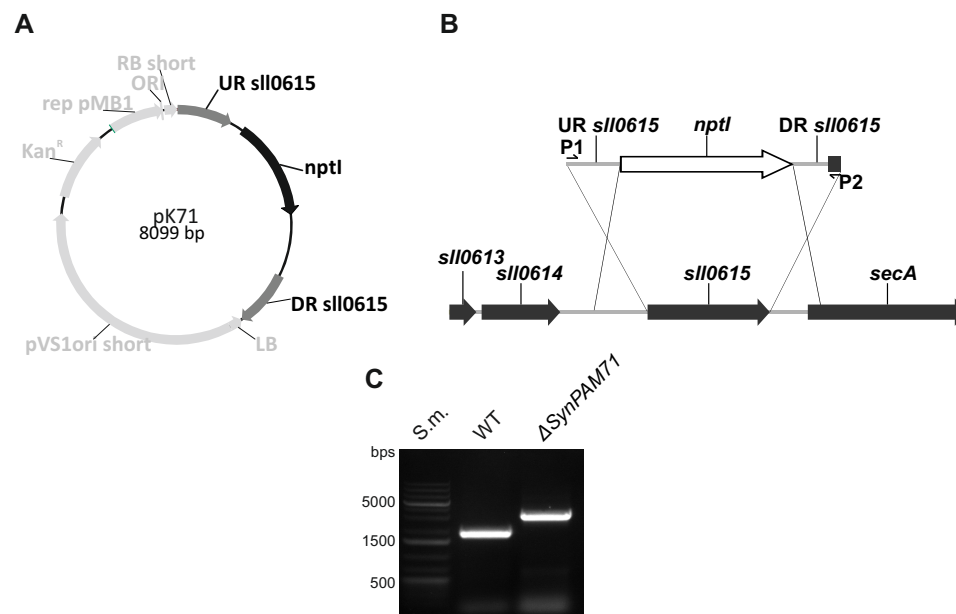 A
RB short
ORI
UR sll0615
rep pMB1
Kan^R
nptI
pK71
8099 bp
DR sll0615
pVS1ori short
LB
B
UR sll0615
nptI
DR sll0615
P1
P2
sll0613
sll0614
sll0615
secA
C
S.m.
WT
ΔSynPAM71
bps
5000
1500
500